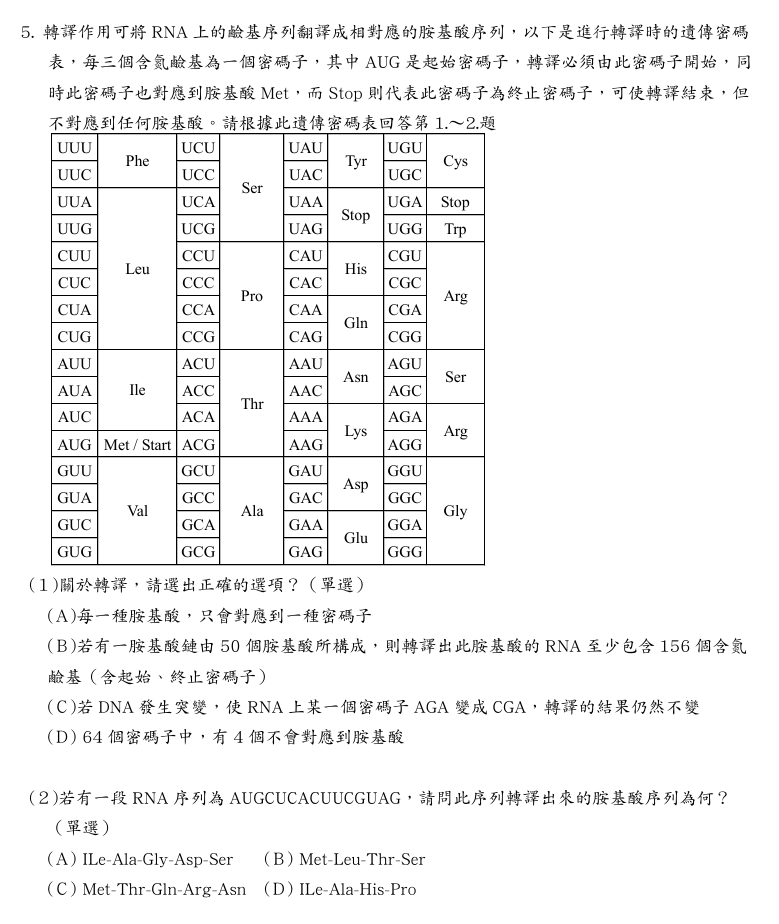 5. 轉譯作用可將 RNA 上的鹼基序列翻譯成相對應的胺基酸序列，以下是進行轉譯時的遺傳密碼
表，每三個含氮鹼基為一個密碼子，其中 AUG 是起始密碼子，轉譯必須由此密碼子開始，同
時此密碼子也對應到胺基酸 Met，而 Stop 則代表此密碼子為終止密碼子，可使轉譯結束，但
不對應到任何胺基酸。請根據此遺傳密碼表回答第 1.～2.題
UUU Phe UCU Ser UAU Tyr UGU Cys
UUC UCC UAC UGC
UUA Leu UCA UAA Stop UGA Stop
UUG UCG UAG UGG Trp
CUU CCU Pro CAU His CGU Arg
CUC CCC CAC CGC
CUA CCA CAA Gln CGA
CUG CCG CAG CGG
AUU Ile ACU Thr AAU Asn AGU Ser
AUA ACC AAC AGC
AUC ACA AAA Lys AGA Arg
AUG Met / Start ACG AAG AGG
GUU Val GCU Ala GAU Asp GGU Gly
GUA GCC GAC GGC
GUC GCA GAA Glu GGA
GUG GCG GAG GGG
(1)關於轉譯，請選出正確的選項？（單選）
(A)每一種胺基酸，只會對應到一種密碼子
(B)若有一胺基酸鏈由 50 個胺基酸所構成，則轉譯出此胺基酸的 RNA 至少包含 156 個含氮
鹼基（含起始、終止密碼子）
(C)若 DNA 發生突變，使 RNA 上某一個密碼子 AGA 變成 CGA，轉譯的結果仍然不變
(D) 64 個密碼子中，有 4 個不會對應到胺基酸
(2)若有一段 RNA 序列為 AUGCUCACUUCGUAG，請問此序列轉譯出來的胺基酸序列為何？
（單選）
(A) ILe-Ala-Gly-Asp-Ser (B) Met-Leu-Thr-Ser
(C) Met-Thr-Gln-Arg-Asn (D) ILe-Ala-His-Pro